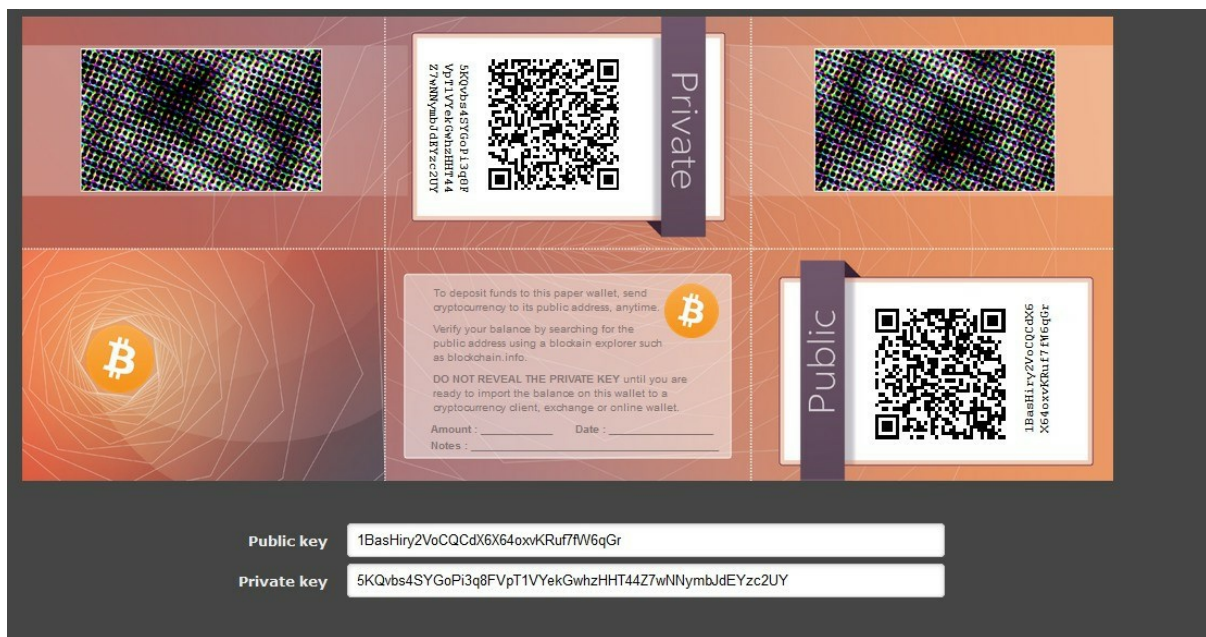 5KQvbs4SYGoPi3q8F
VpT1VYekGwhzHHT44
Z7wNNymbJdEYzc2UY
Private
To deposit funds to this paper wallet, send
cryptocurrency to its public address, anytime.
Verify your balance by searching for the
public address using a blockain explorer such
as blockchain.info.
DO NOT REVEAL THE PRIVATE KEY until you are
ready to import the balance on this wallet to a
cryptocurrency client, exchange or online wallet.
Amount : ___________ Date : ________________
Notes : ______________________________________
Public
1BasHiry2VoCQCdX6
X64oxvKRuf7fW6qGr
Public key 1BasHiry2VoCQCdX6X64oxvKRuf7fW6qGr
Private key 5KQvbs4SYGoPi3q8FVpT1VYekGwhzHHT44Z7wNNymbJdEYzc2UY